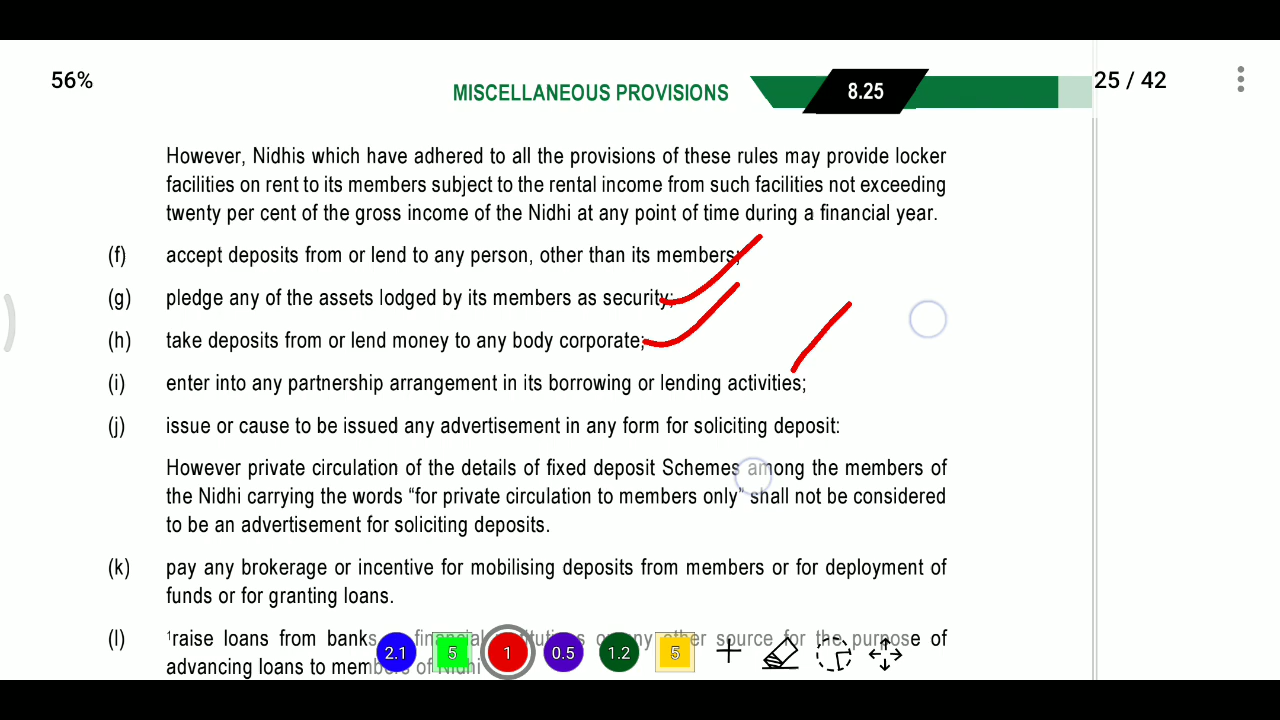 56%
MISCELLANEOUS PROVISIONS
8.25
25 / 42
However, Nidhis which have adhered to all the provisions of these rules may provide locker
facilities on rent to its members subject to the rental income from such facilities not exceeding
twenty per cent of the gross income of the Nidhi at any point of time during a financial year.
(f) accept deposits from or lend to any person, other than its members;
(g) pledge any of the assets lodged by its members as security;
(h) take deposits from or lend money to any body corporate;
(i) enter into any partnership arrangement in its borrowing or lending activities;
(j) issue or cause to be issued any advertisement in any form for soliciting deposit:
However private circulation of the details of fixed deposit Schemes among the members of
the Nidhi carrying the words “for private circulation to members only” shall not be considered
to be an advertisement for soliciting deposits.
(k) pay any brokerage or incentive for mobilising deposits from members or for deployment of
funds or for granting loans.
(l) ¹raise loans from banks or financial institutions or any other source for the purpose of
advancing loans to members of Nidhi
2.1 5 1 0.5 1.2 5